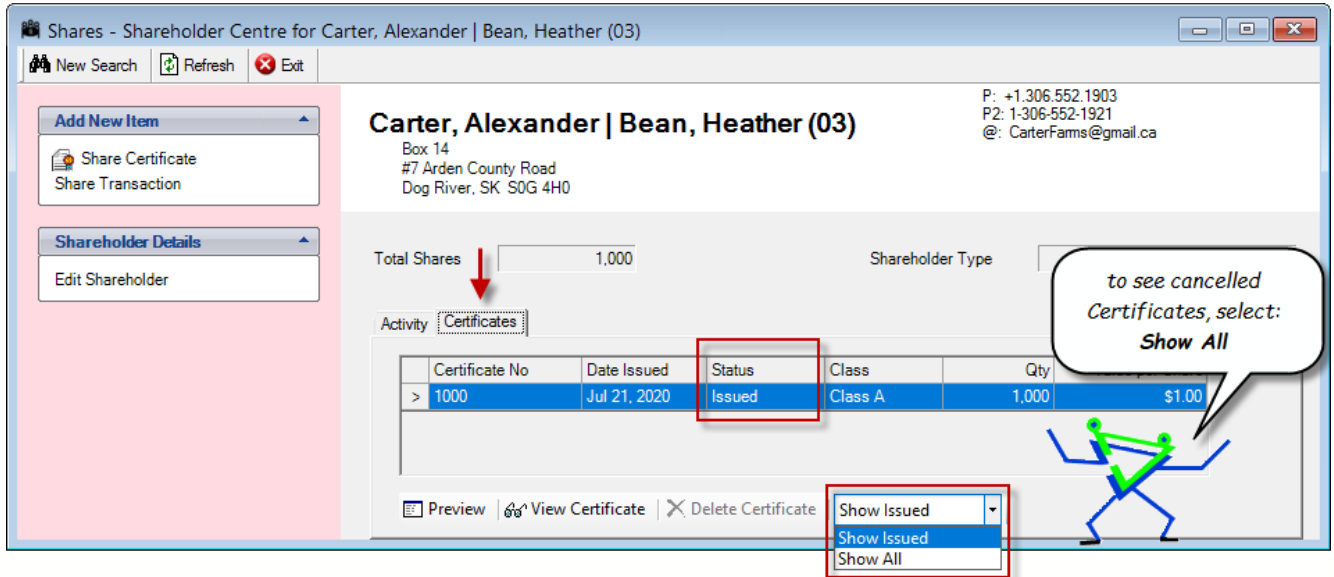 Shares - Shareholder Centre for Carter, Alexander | Bean, Heather (03)
New Search Refresh Exit
Add New Item
Share Certificate
Share Transaction
Shareholder Details
Edit Shareholder
Carter, Alexander | Bean, Heather (03)
Box 14
#7 Arden County Road
Dog River, SK S0G 4H0
P: +1.306.552.1903
P2: 1-306-552-1921
@: CarterFarms@gmail.ca
Total Shares 1,000 Shareholder Type
to see cancelled
Certificates, select:
Show All
Activity Certificates
Certificate No Date Issued Status Class Qty
> 1000 Jul 21, 2020 Issued Class A 1,000 $1.00
Preview View Certificate Delete Certificate Show Issued
Show Issued
Show All